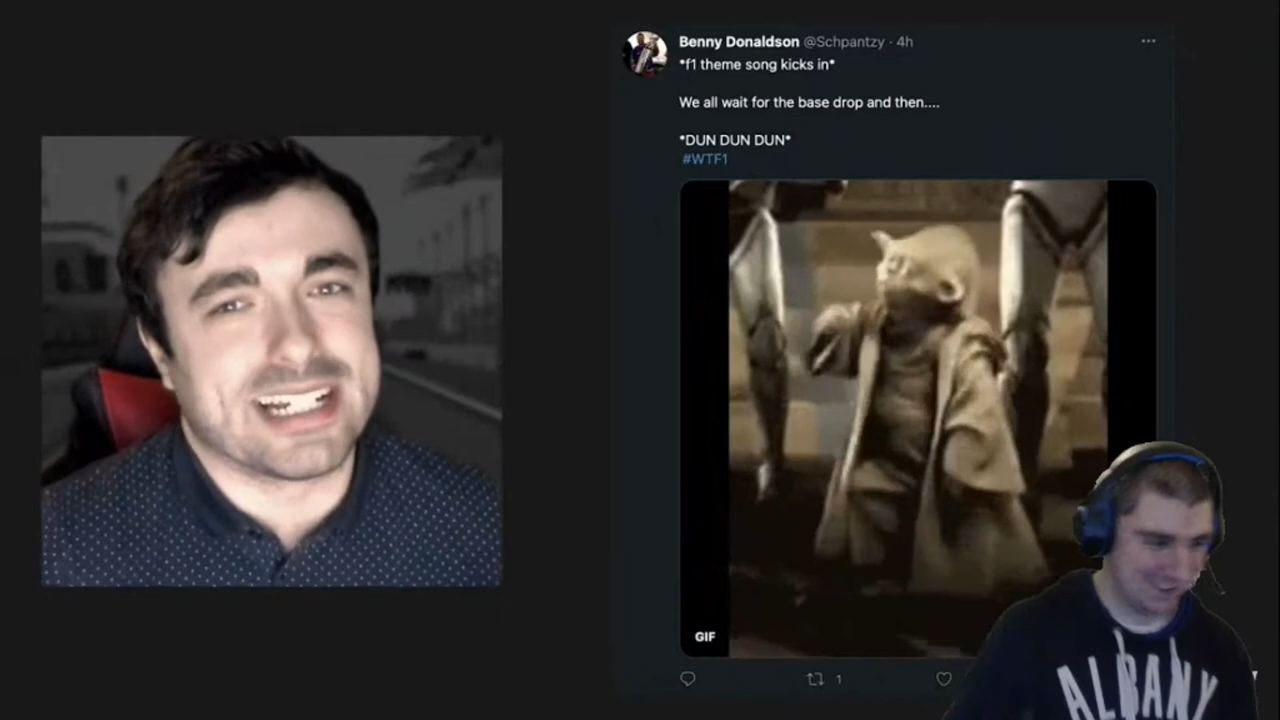 Benny Donaldson @Schpantzy · 4h
*f1 theme song kicks in*
We all wait for the base drop and then....
*DUN DUN DUN*
#WTF1
GIF
1
ALBANY